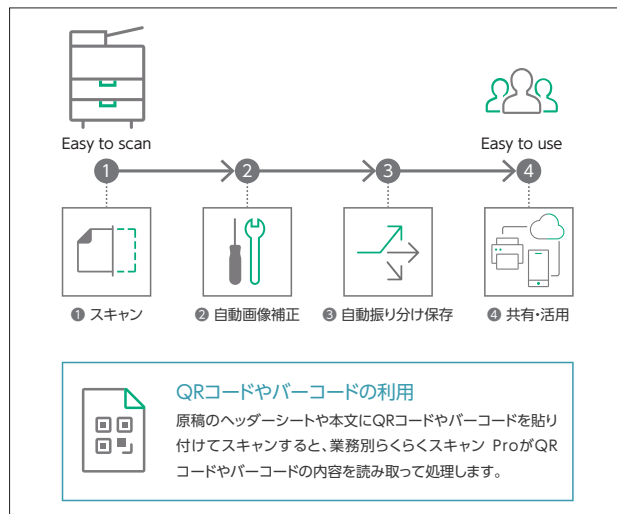 Easy to scan
Easy to use
1 2 3 4
❶ スキャン ❷ 自動画像補正 ❸ 自動振り分け保存 ❹ 共有・活用
QRコードやバーコードの利用
原稿のヘッダーシートや本文にQRコードやバーコードを貼り
付けてスキャンすると、業務別らくらくスキャン ProがQR
コードやバーコードの内容を読み取って処理します。